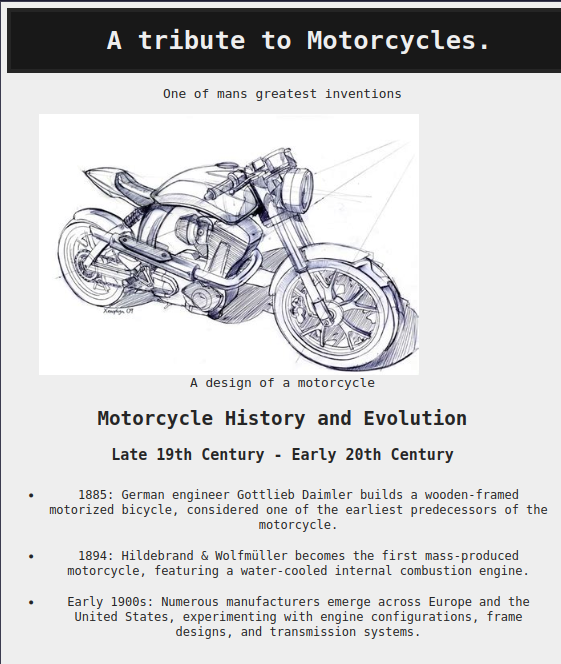 A tribute to Motorcycles.
One of mans greatest inventions
A design of a motorcycle
Motorcycle History and Evolution
Late 19th Century - Early 20th Century
• 1885: German engineer Gottlieb Daimler builds a wooden-framed
motorized bicycle, considered one of the earliest predecessors of the
motorcycle.
• 1894: Hildebrand & Wolfmüller becomes the first mass-produced
motorcycle, featuring a water-cooled internal combustion engine.
• Early 1900s: Numerous manufacturers emerge across Europe and the
United States, experimenting with engine configurations, frame
designs, and transmission systems.